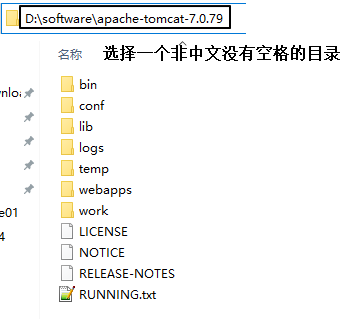 D:\software\apache-tomcat-7.0.79
名称
选择一个非中文没有空格的目录
bin
wnloa
conf
lib
logs
temp
webapps
e01
work
4
LICENSE
NOTICE
RELEASE-NOTES
RUNNING.txt